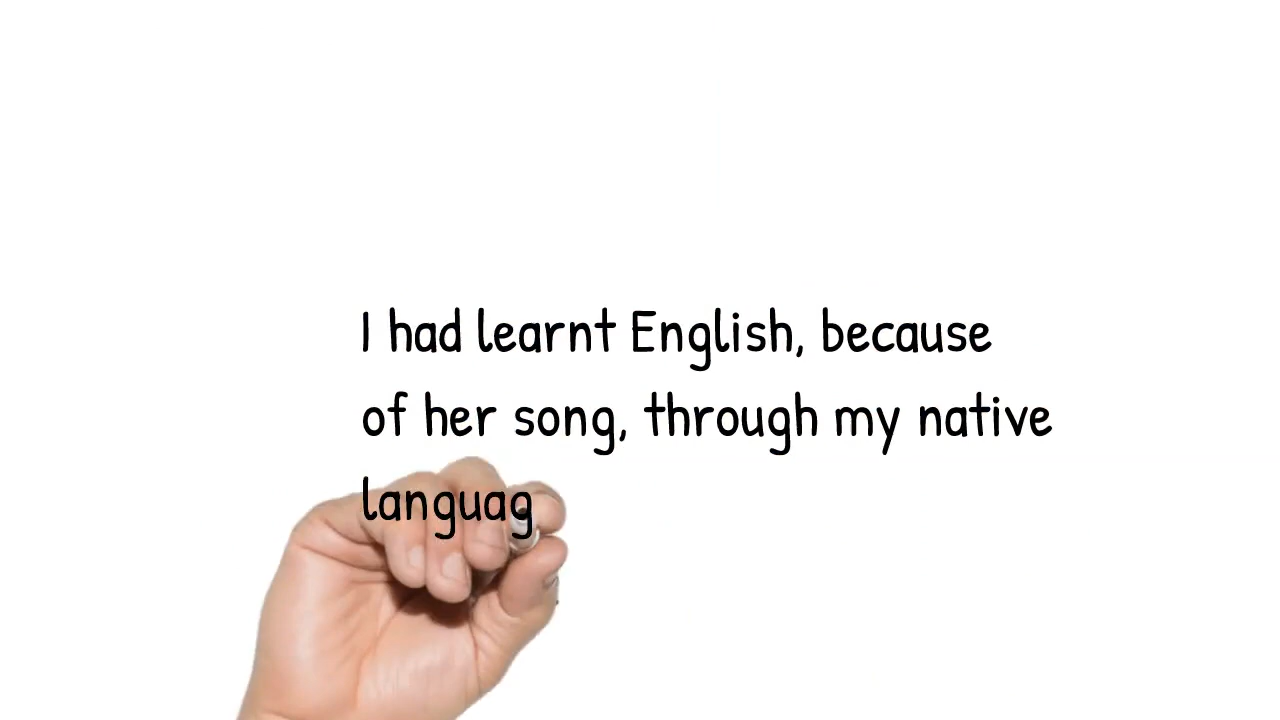 I had learnt English, because
of her song, through my native
languag